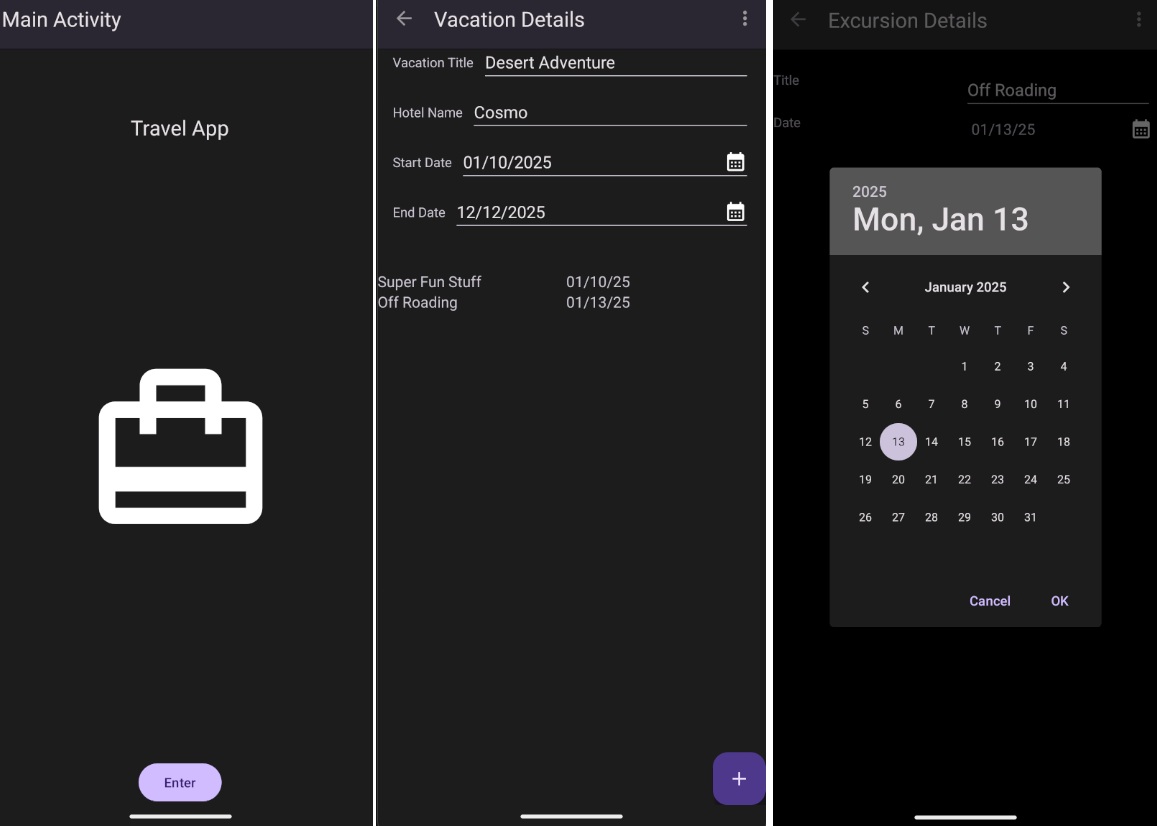 Main Activity
Travel App
Enter
Vacation Details
Vacation Title Desert Adventure
Hotel Name Cosmo
Start Date 01/10/2025
End Date 12/12/2025
Super Fun Stuff 01/10/25
Off Roading 01/13/25
+
Excursion Details
Title
Off Roading
Date
01/13/25
2025
Mon, Jan 13
January 2025
S M T W T F S
1 2 3 4
5 6 7 8 9 10 11
12 13 14 15 16 17 18
19 20 21 22 23 24 25
26 27 28 29 30 31
Cancel OK